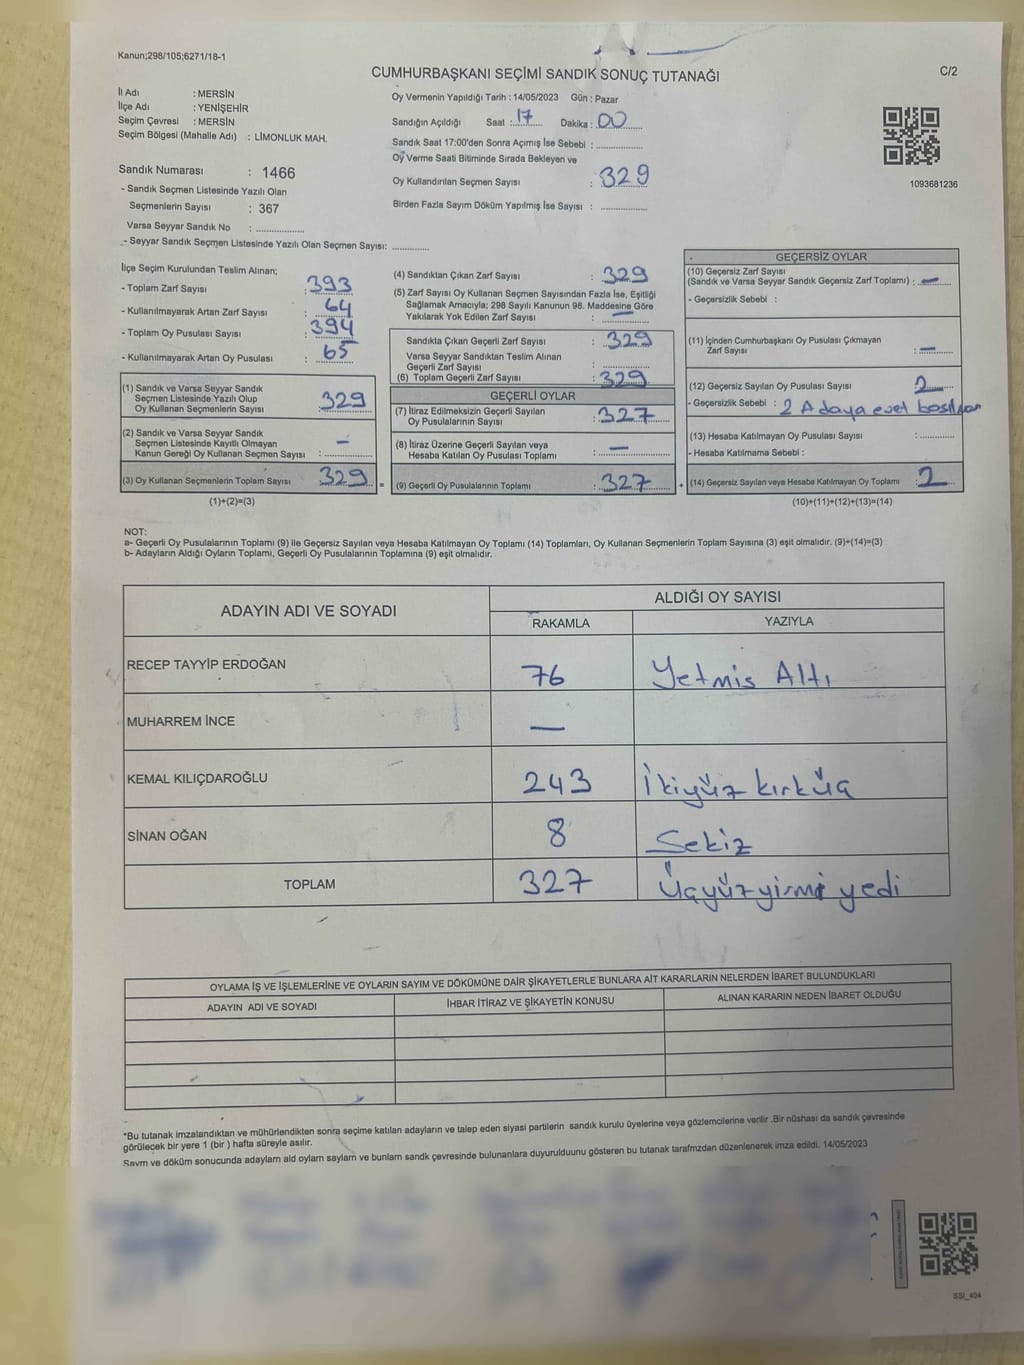 Kanun;298/105;6271/18-1
CUMHURBAŞKANI SEÇİMİ SANDIK SONUÇ TUTANAĞI
C/2
İl Adı : MERSİN
İlçe Adı : YENİŞEHİR
Seçim Çevresi : MERSİN
Seçim Bölgesi (Mahalle Adı) : LİMONLUK MAH.
Sandık Numarası : 1466
- Sandık Seçmen Listesinde Yazılı Olan
Seçmenlerin Sayısı : 367
Varsa Seyyar Sandık No : ..............
- Seyyar Sandık Seçmen Listesinde Yazılı Olan Seçmen Sayısı: ............
Oy Vermenin Yapıldığı Tarih : 14/05/2023 Gün : Pazar
Sandığın Açıldığı Saat : 17 Dakika : 00
Sandık Saat 17:00'den Sonra Açımış İse Sebebi : ..............
Oy Verme Saati Bitiminde Sırada Bekleyen ve
Oy Kullandırılan Seçmen Sayısı : 329
Birden Fazla Sayım Döküm Yapılmış İse Sayısı : ..............
1093681236
İlçe Seçim Kurulundan Teslim Alınan;
- Toplam Zarf Sayısı : 393
- Kullanılmayarak Artan Zarf Sayısı : 64
- Toplam Oy Pusulası Sayısı : 394
- Kullanılmayarak Artan Oy Pusulası : 65
(1) Sandık ve Varsa Seyyar Sandık
Seçmen Listesinde Yazılı Olup
Oy Kullanan Seçmenlerin Sayısı : 329
(2) Sandık ve Varsa Seyyar Sandık
Seçmen Listesinde Kayıtlı Olmayan
Kanun Gereği Oy Kullanan Seçmen Sayısı : —
(3) Oy Kullanan Seçmenlerin Toplam Sayısı : 329 =
(1)+(2)=(3)
(4) Sandıktan Çıkan Zarf Sayısı : 329
(5) Zarf Sayısı Oy Kullanan Seçmen Sayısından Fazla İse, Eşitliği
Sağlamak Amacıyla; 298 Sayılı Kanunun 98. Maddesine Göre
Yakılarak Yok Edilen Zarf Sayısı : —
Sandıkta Çıkan Geçerli Zarf Sayısı : 329
Varsa Seyyar Sandıktan Teslim Alınan
Geçerli Zarf Sayısı : ..............
(6) Toplam Geçerli Zarf Sayısı : 329
GEÇERLİ OYLAR
(7) İtiraz Edilmeksizin Geçerli Sayılan
Oy Pusulalarının Sayısı : 327
(8) İtiraz Üzerine Geçerli Sayılan veya
Hesaba Katılan Oy Pusulası Toplamı : —
(9) Geçerli Oy Pusulalarının Toplamı : 327 +
GEÇERSİZ OYLAR
(10) Geçersiz Zarf Sayısı
(Sandık ve Varsa Seyyar Sandık Geçersiz Zarf Toplamı) : —
- Geçersizlik Sebebi :
(11) İçinden Cumhurbaşkanı Oy Pusulası Çıkmayan
Zarf Sayısı : —
(12) Geçersiz Sayılan Oy Pusulası Sayısı : 2
- Geçersizlik Sebebi : 2 Adaya evet basılan
(13) Hesaba Katılmayan Oy Pusulası Sayısı : ............
- Hesaba Katılmama Sebebi :
(14) Geçersiz Sayılan veya Hesaba Katılmayan Oy Toplamı : 2
(10)+(11)+(12)+(13)=(14)
NOT:
a- Geçerli Oy Pusulalarının Toplamı (9) ile Geçersiz Sayılan veya Hesaba Katılmayan Oy Toplamı (14) Toplamları, Oy Kullanan Seçmenlerin Toplam Sayısına (3) eşit olmalıdır. (9)+(14)=(3)
b- Adayların Aldığı Oyların Toplamı, Geçerli Oy Pusulalarının Toplamına (9) eşit olmalıdır.
ADAYIN ADI VE SOYADI
ALDIĞI OY SAYISI
RAKAMLA YAZIYLA
RECEP TAYYİP ERDOĞAN 76 Yetmis Altı
MUHARREM İNCE —
KEMAL KILIÇDAROĞLU 243 İkiyüz kırküç
SİNAN OĞAN 8 Sekiz
TOPLAM 327 Üçyüzyirmi yedi
OYLAMA İŞ VE İŞLEMLERİNE VE OYLARIN SAYIM VE DÖKÜMÜNE DAİR ŞİKAYETLERLE BUNLARA AİT KARARLARIN NELERDEN İBARET BULUNDUKLARI
ADAYIN ADI VE SOYADI İHBAR İTİRAZ VE ŞİKAYETİN KONUSU ALINAN KARARIN NEDEN İBARET OLDUĞU
*Bu tutanak imzalandıktan ve mühürlendikten sonra seçime katılan adayların ve talep eden siyasi partilerin sandık kurulu üyelerine veya gözlemcilerine verilir .Bir nüshası da sandık çevresinde
görülecek bir yere 1 (bir ) hafta süreyle asılır.
Sayım ve döküm sonucunda adayların ald oyların sayıları ve bunların sandk çevresinde bulunanlara duyurulduunu gösteren bu tutanak tarafmzdan düzenlenerek imza edildi. 14/05/2023
SSI_404